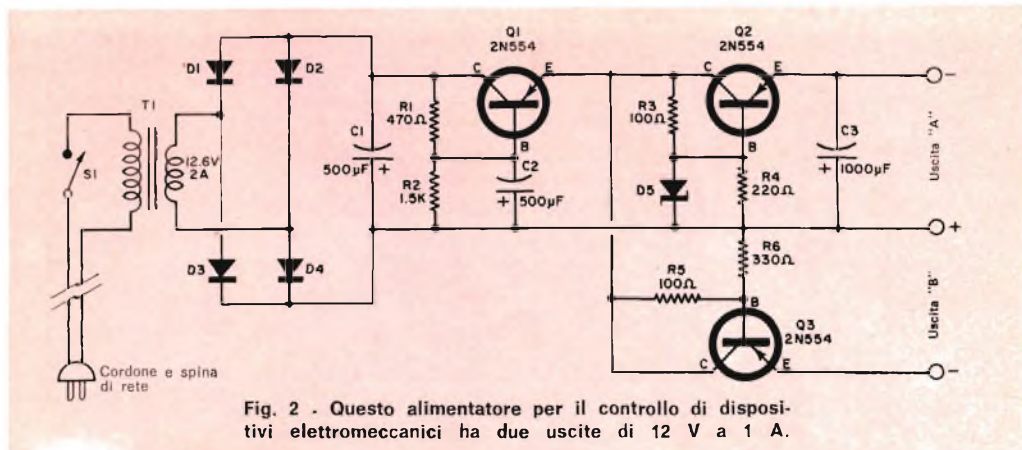 Q1
2N554
Q2
2N554
D1
D2
C
E
C
E
T1
R1
470Ω
R3
100Ω
C3
1000µF
+
−
Uscita "A"
S1
12.6V
2A
C1
500µF
+
B
C2
500µF
+
B
R2
1.5K
D5
R4
220Ω
+
D3
D4
R6
330Ω
R5
100Ω
B
Q3
2N554
C
E
Uscita "B"
−
Cordone e spina
di rete
Fig. 2 - Questo alimentatore per il controllo di disposi-
tivi elettromeccanici ha due uscite di 12 V a 1 A.